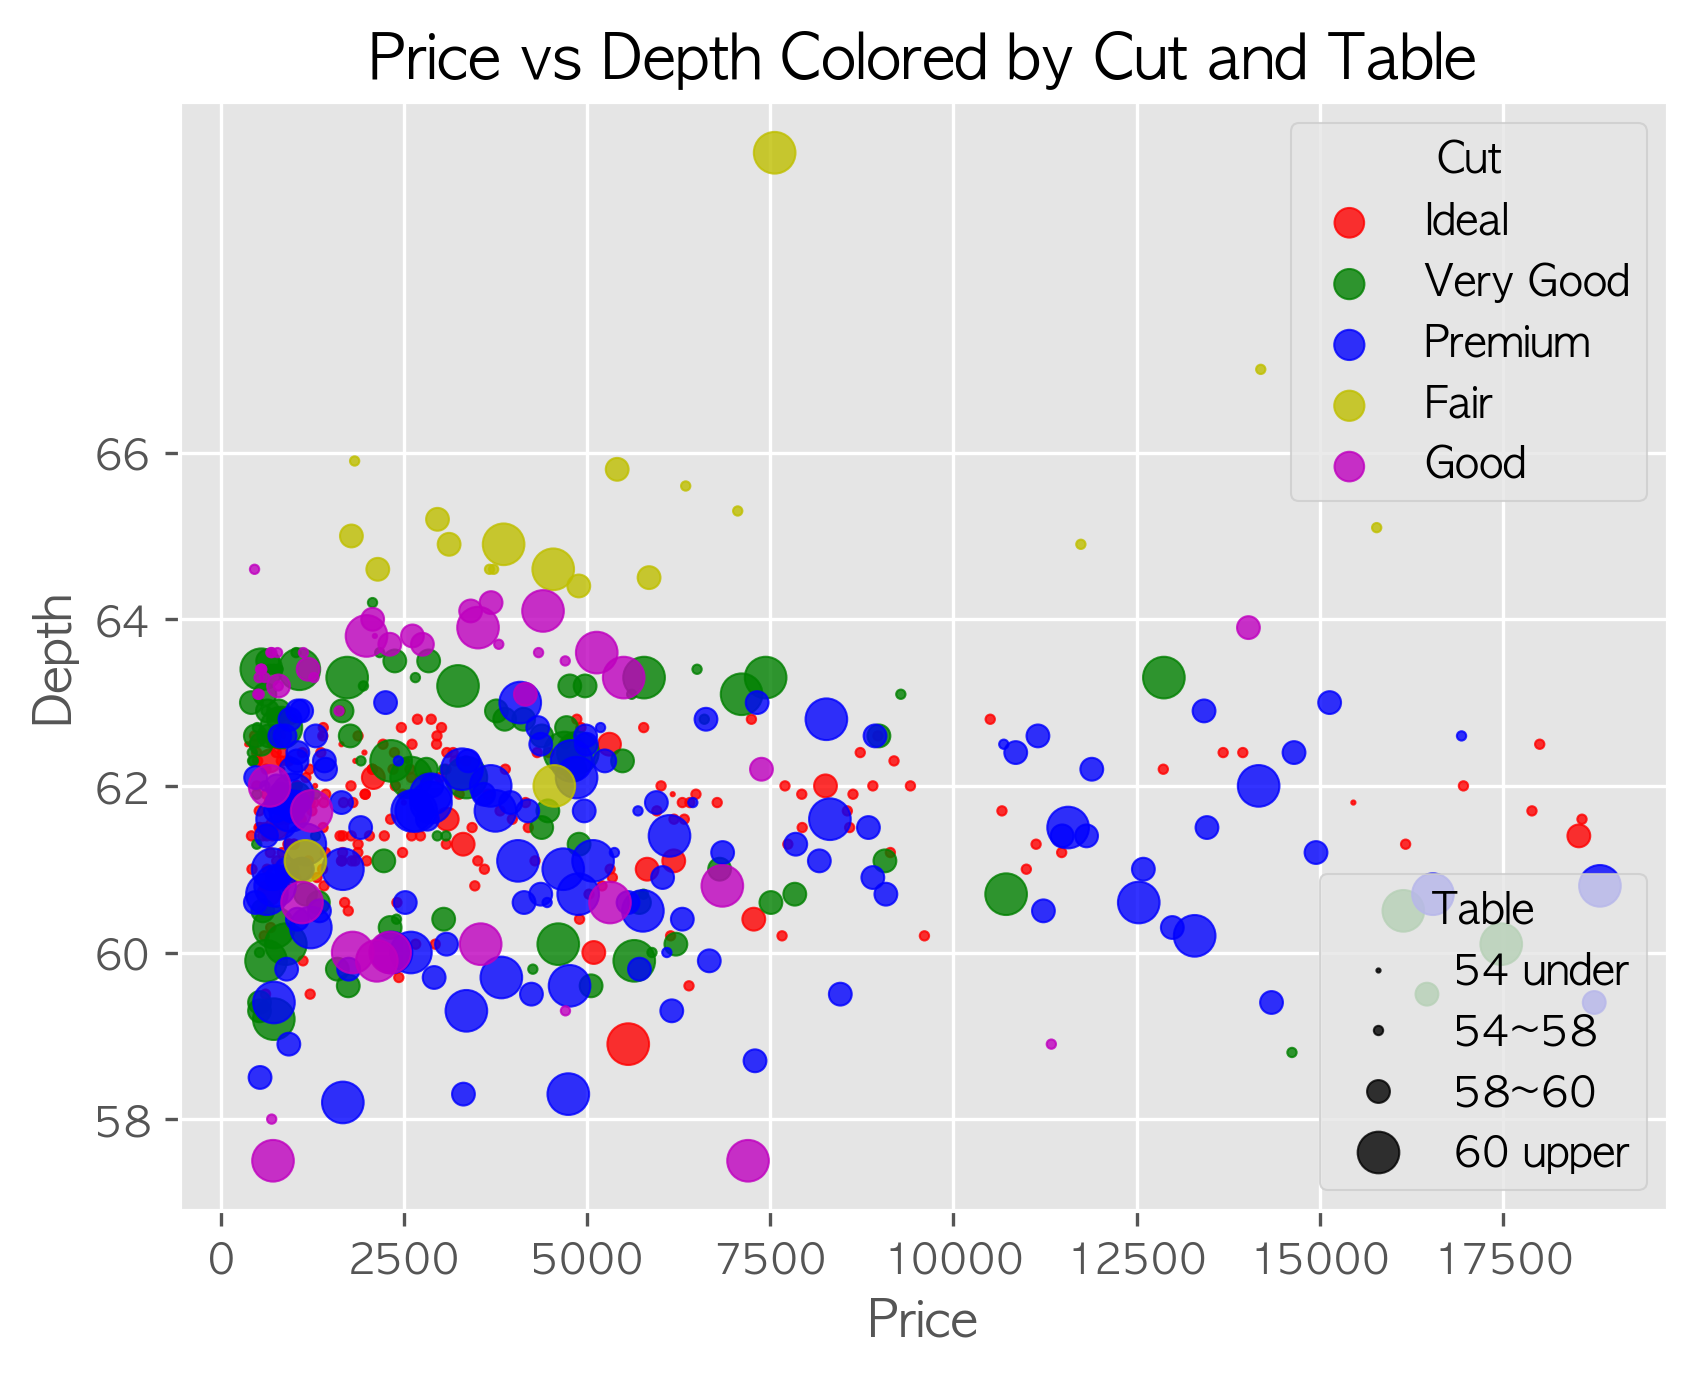 Price vs Depth Colored by Cut and Table
Cut
Ideal
Very Good
Premium
Fair
Good
66
64
62
60
58
Depth
Table
54 under
54~58
58~60
60 upper
0 2500 5000 7500 10000 12500 15000 17500
Price